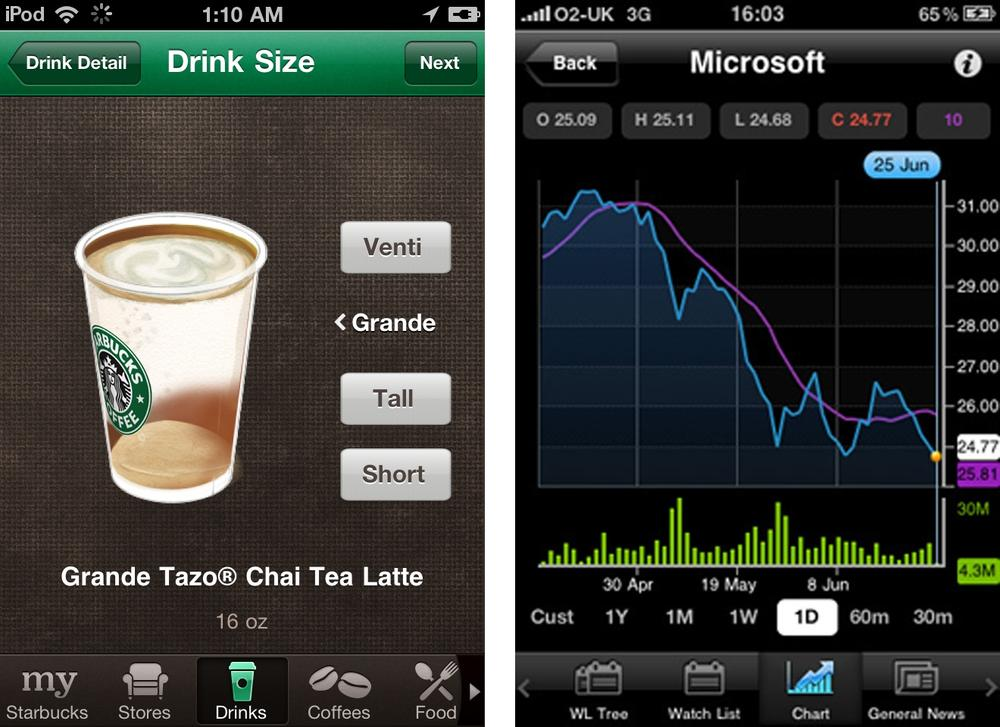 iPod 1:10 AM
Drink Detail Drink Size Next
Venti
Grande
Tall
Short
STARBUCKS COFFEE
Grande Tazo® Chai Tea Latte
16 oz
my
Starbucks Stores Drinks Coffees Food
O2-UK 3G 16:03 65%
Back Microsoft i
O 25.09 H 25.11 L 24.68 C 24.77 10
25 Jun
31.00
30.00
29.00
28.00
27.00
26.00
24.77
25.81
30M
4.3M
30 Apr 19 May 8 Jun
Cust 1Y 1M 1W 1D 60m 30m
WL Tree Watch List Chart General News